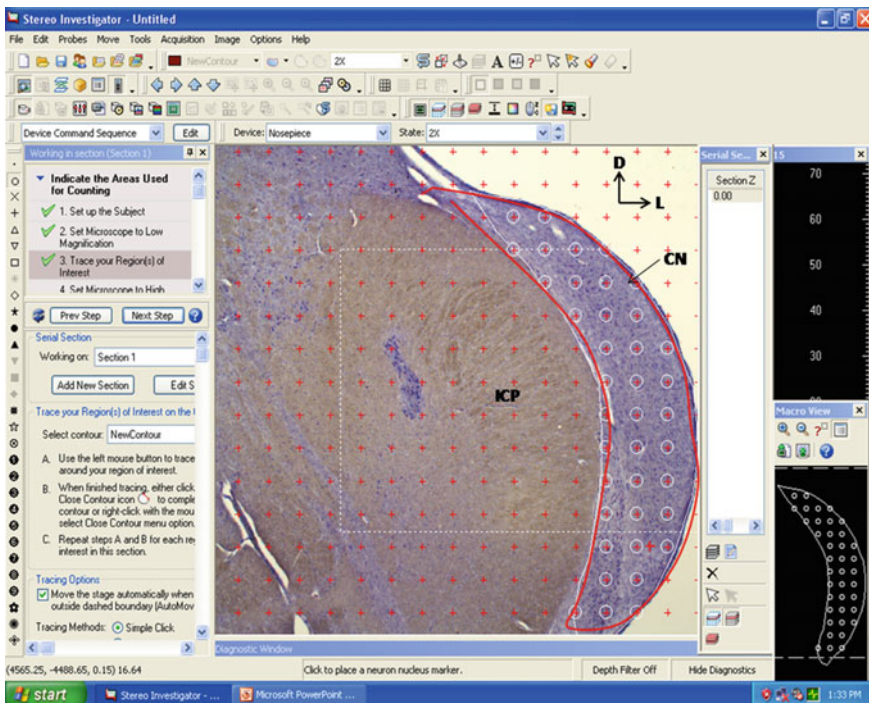 Stereo Investigator - Untitled
File Edit Probes Move Tools Acquisition Image Options Help
NewContour 2X
Device Command Sequence Edit Device: Nosepiece State: 2X
Working in section (Section 1)
Indicate the Areas Used
for Counting
1. Set up the Subject
2. Set Microscope to Low
Magnification
3. Trace your Region(s) of
Interest
4. Set Microscope to High
Prev Step Next Step
Serial Section
Working on: Section 1
Add New Section Edit S
Trace your Region(s) of Interest on the
Select contour: NewContour
A. Use the left mouse button to trace
around your region of interest.
B. When finished tracing, either click
Close Contour icon to comple
contour or right-click with the mou
select Close Contour menu option.
C. Repeat steps A and B for each reg
interest in this section.
Tracing Options
Move the stage automatically when
outside dashed boundary (AutoMov
Tracing Methods: Simple Click
D
L
CN
ICP
Serial Se...
Section Z
0.00
15
70
60
50
40
30
Macro View
Diagnostic Window
(4565.25, -4488.65, 0.15) 16.64 Click to place a neuron nucleus marker. Depth Filter Off Hide Diagnostics
start Stereo Investigator - ... Microsoft PowerPoint ... 1:33 PM